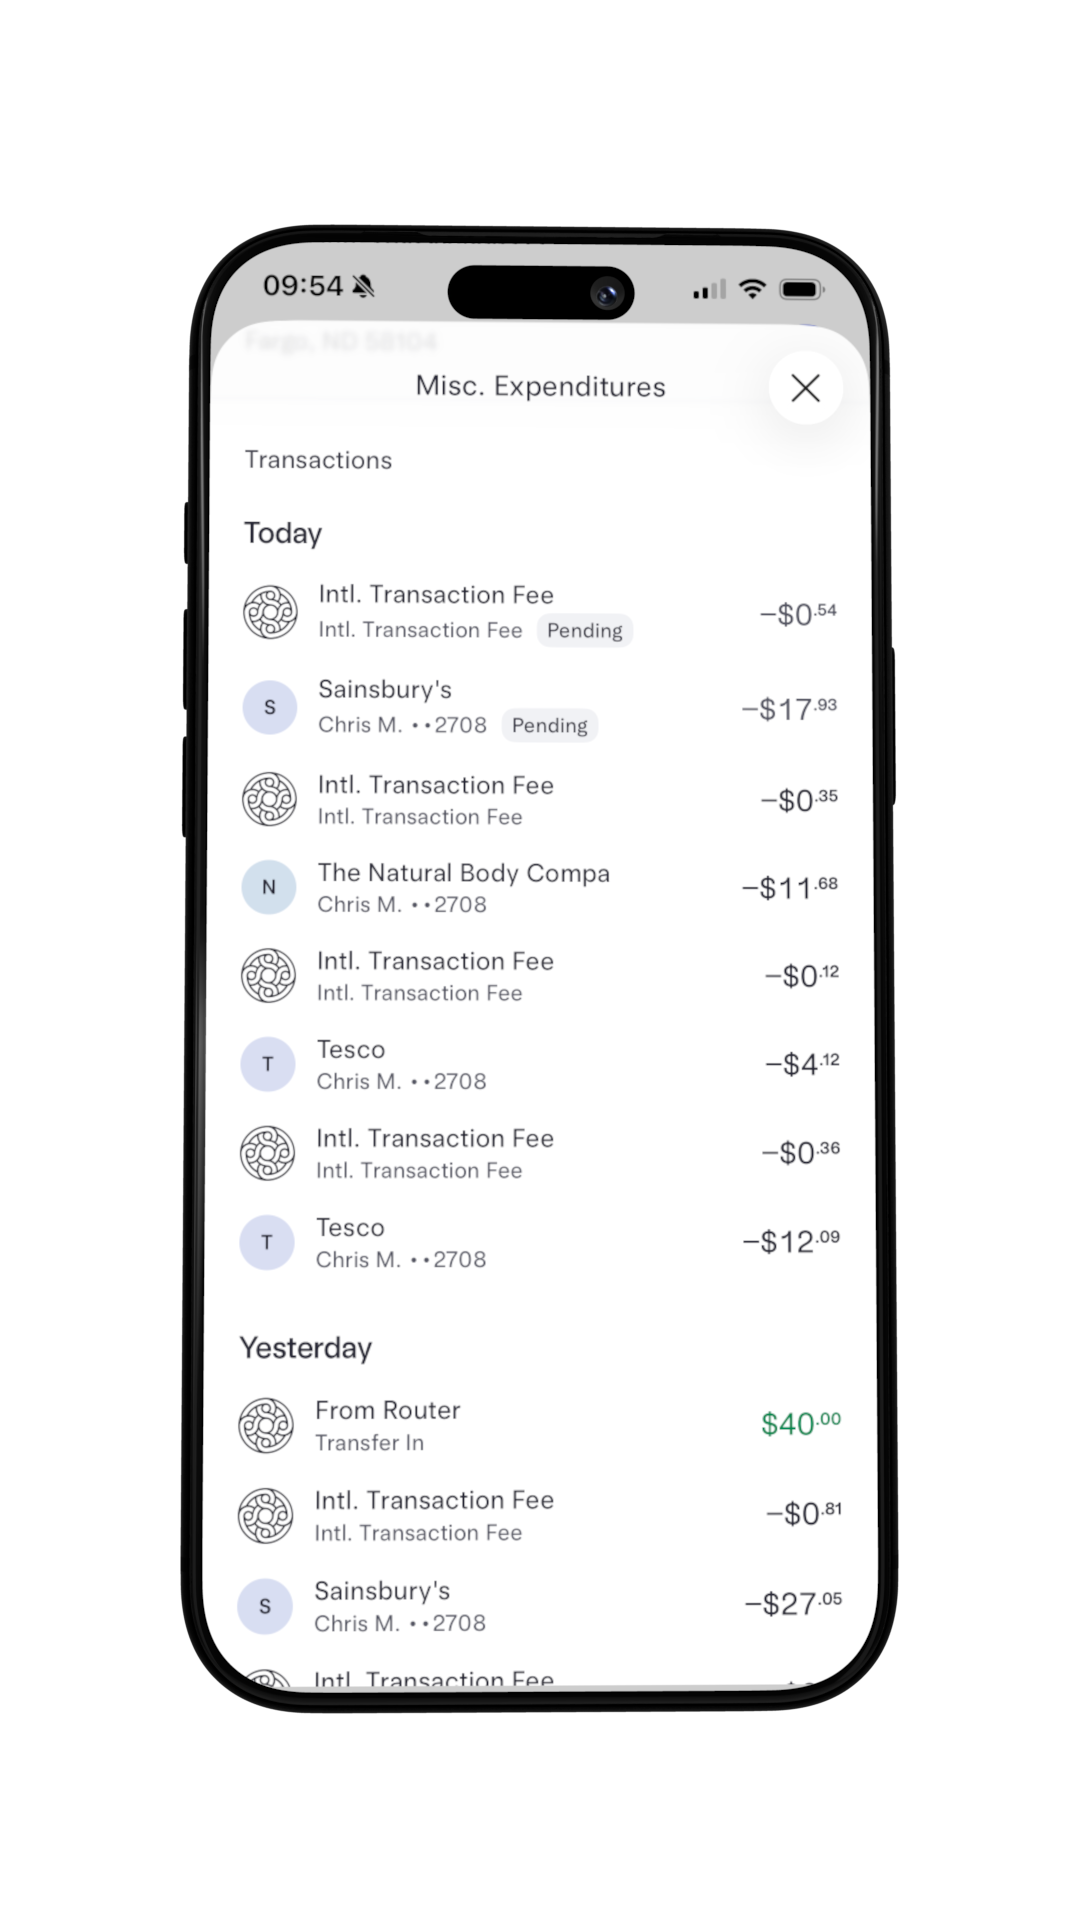 09:54
Fargo, ND 58104
Misc. Expenditures
Transactions
Today
Intl. Transaction Fee
Intl. Transaction Fee Pending
−$0.54
S
Sainsbury's
Chris M. ••2708 Pending
−$17.93
Intl. Transaction Fee
Intl. Transaction Fee
−$0.35
N
The Natural Body Compa
Chris M. ••2708
−$11.68
Intl. Transaction Fee
Intl. Transaction Fee
−$0.12
T
Tesco
Chris M. ••2708
−$4.12
Intl. Transaction Fee
Intl. Transaction Fee
−$0.36
T
Tesco
Chris M. ••2708
−$12.09
Yesterday
From Router
Transfer In
$40.00
Intl. Transaction Fee
Intl. Transaction Fee
−$0.81
S
Sainsbury's
Chris M. ••2708
−$27.05
Intl. Transaction Fee